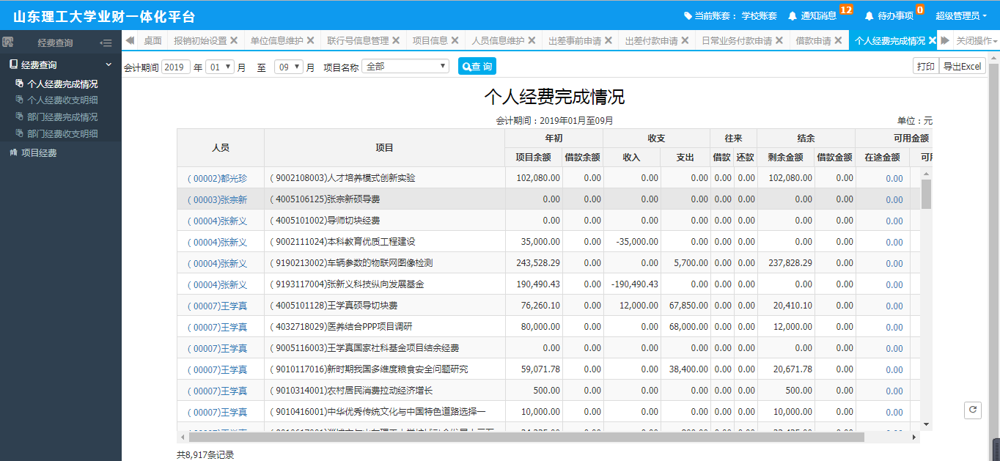 山东理工大学业财一体化平台
当前账套： 学校账套 通知消息 12 待办事项 0 超级管理员
经费查询
桌面 报销初始设置 单位信息维护 联行号信息管理 项目信息 人员信息维护 出差事前申请 出差付款申请 日常业务付款申请 借款申请 个人经费完成情况 关闭操作
经费查询
个人经费完成情况
个人经费收支明细
部门经费完成情况
部门经费收支明细
项目经费
会计期间 2019 年 01 月 至 09 月 项目名称 全部 查 询 打印 导出Excel
个人经费完成情况
会计期间：2019年01月至09月 单位：元
人员 项目 年初 收支 往来 结余 可用金额
项目余额 借款余额 收入 支出 借款 还款 剩余金额 借款金额 在途金额
( 00002)都光珍 ( 9002108003)人才培养模式创新实验 102,080.00 0.00 0.00 0.00 0.00 0.00 102,080.00 0.00 0.00
( 00003)张宗新 ( 4005106125)张宗新硕导费 0.00 0.00 0.00 0.00 0.00 0.00 0.00 0.00 0.00
( 00004)张新义 ( 4005101002)导师切块经费 0.00 0.00 0.00 0.00 0.00 0.00 0.00 0.00 0.00
( 00004)张新义 ( 9002111024)本科教育优质工程建设 35,000.00 0.00 -35,000.00 0.00 0.00 0.00 0.00 0.00 0.00
( 00004)张新义 ( 9190213002)车辆参数的物联网图像检测 243,528.29 0.00 0.00 5,700.00 0.00 0.00 237,828.29 0.00 0.00
( 00004)张新义 ( 9193117004)张新义科技纵向发展基金 190,490.43 0.00 -190,490.43 0.00 0.00 0.00 0.00 0.00 0.00
( 00007)王学真 ( 4005101128)王学真硕导切块费 76,260.10 0.00 12,000.00 67,850.00 0.00 0.00 20,410.10 0.00 0.00
( 00007)王学真 ( 4032718029)医养结合PPP项目调研 80,000.00 0.00 0.00 68,000.00 0.00 0.00 12,000.00 0.00 0.00
( 00007)王学真 ( 9005116003)王学真国家社科基金项目结余经费 0.00 0.00 0.00 0.00 0.00 0.00 0.00 0.00 0.00
( 00007)王学真 ( 9010117016)新时期我国多维度粮食安全问题研究 59,071.78 0.00 0.00 38,400.00 0.00 0.00 20,671.78 0.00 0.00
( 00007)王学真 ( 9010314001)农村居民消费拉动经济增长 500.00 0.00 0.00 0.00 0.00 0.00 500.00 0.00 0.00
( 00007)王学真 ( 9010416001)中华优秀传统文化与中国特色道路选择一 10,000.00 0.00 0.00 0.00 0.00 0.00 10,000.00 0.00 0.00
共8,917条记录